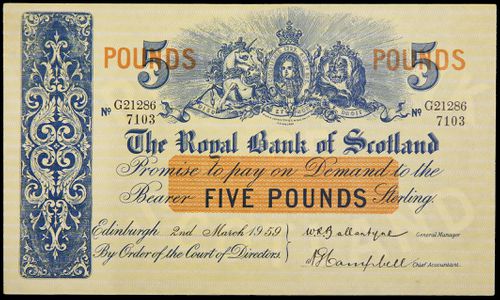 5 POUNDS POUNDS 5
Nº G21286 7103
Nº G21286 7103
The Royal Bank of Scotland
Promise to pay on Demand to the
Bearer FIVE POUNDS Sterling.
Edinburgh 2nd March 1959
By Order of the Court of Directors.
W.R. Ballantyne General Manager
A.G. Campbell Chief Accountant